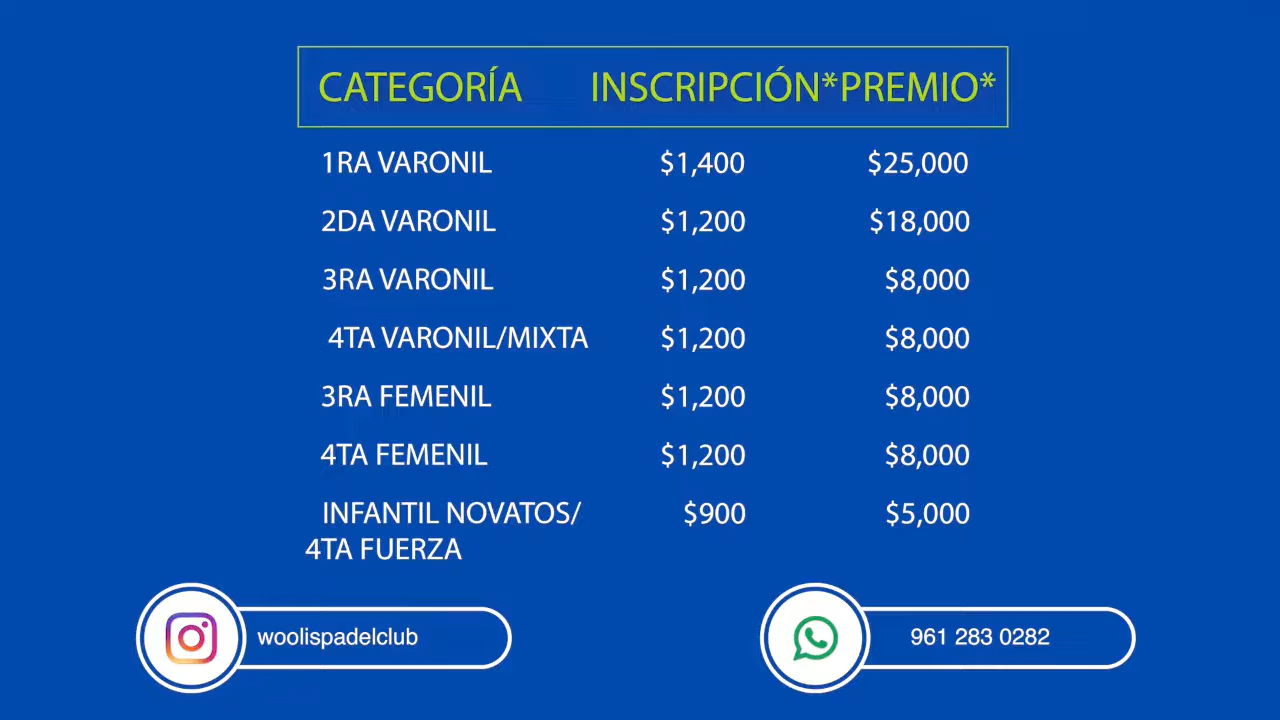 CATEGORÍA INSCRIPCIÓN* PREMIO*
1RA VARONIL $1,400 $25,000
2DA VARONIL $1,200 $18,000
3RA VARONIL $1,200 $8,000
4TA VARONIL/MIXTA $1,200 $8,000
3RA FEMENIL $1,200 $8,000
4TA FEMENIL $1,200 $8,000
INFANTIL NOVATOS/ $900 $5,000
4TA FUERZA
woolispadelclub 961 283 0282